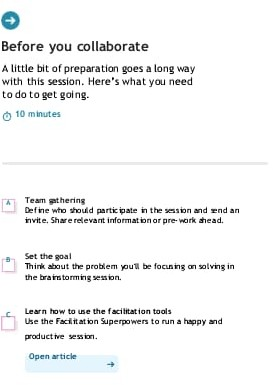 Before you collaborate
A little bit of preparation goes a long way
with this session. Here's what you need
to do to get going.
10 minutes
A
Team gathering
Define who should participate in the session and send an
invite. Share relevant information or pre-work ahead.
B
Set the goal
Think about the problem you'll be focusing on solving in
the brainstorming session.
C
Learn how to use the facilitation tools
Use the Facilitation Superpowers to run a happy and
productive session.
Open article